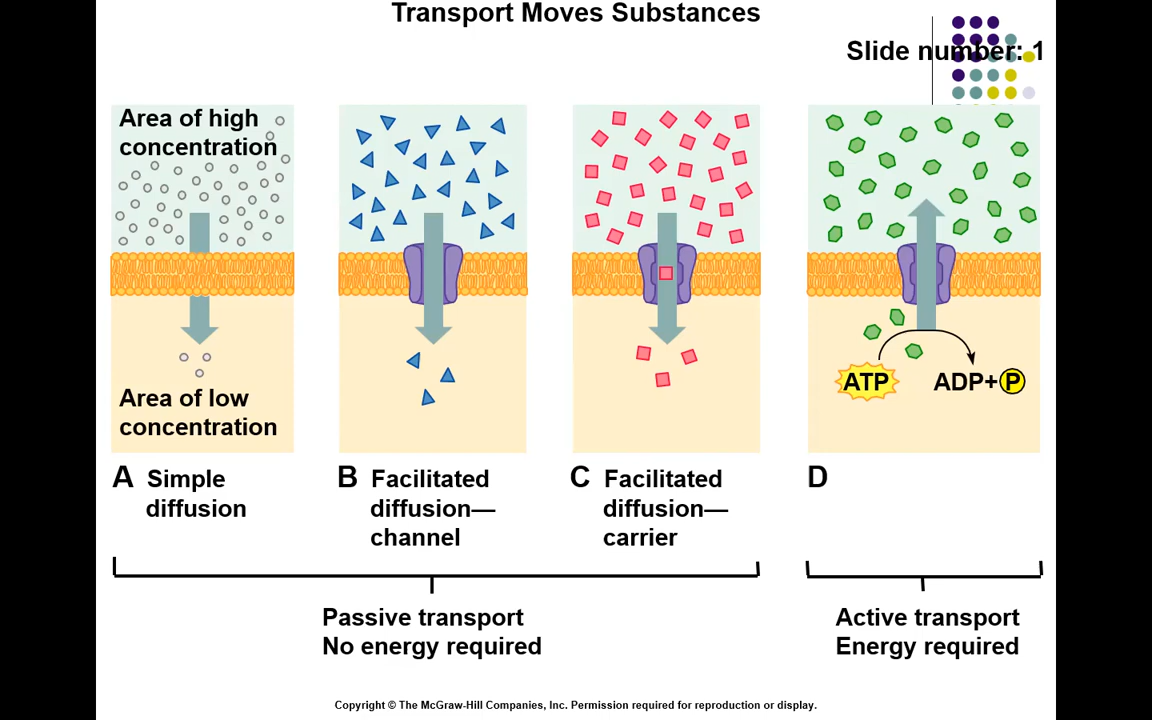 Transport Moves Substances
Slide number: 1
Area of high
concentration
Area of low
concentration
ATP
ADP+P
A Simple
diffusion
B Facilitated
diffusion—
channel
C Facilitated
diffusion—
carrier
D
Passive transport
No energy required
Active transport
Energy required
Copyright © The McGraw-Hill Companies, Inc. Permission required for reproduction or display.